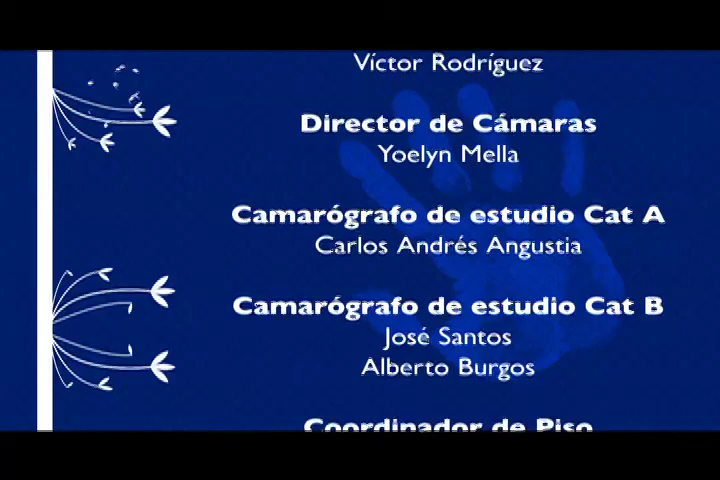 Víctor Rodríguez
Director de Cámaras
Yoelyn Mella
Camarógrafo de estudio Cat A
Carlos Andrés Angustia
Camarógrafo de estudio Cat B
José Santos
Alberto Burgos
Coordinador de Piso